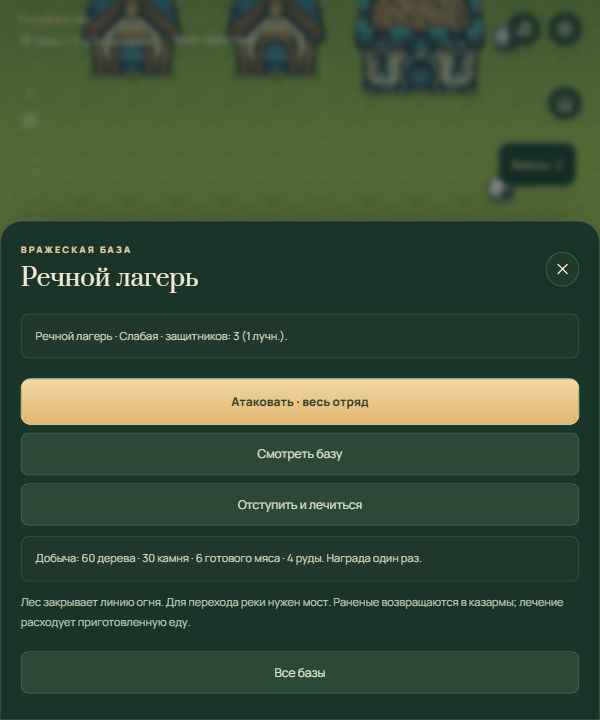 ВРАЖЕСКАЯ БАЗА
Речной лагерь
Речной лагерь · Слабая · защитников: 3 (1 лучн.).
Атаковать · весь отряд
Смотреть базу
Отступить и лечиться
Добыча: 60 дерева · 30 камня · 6 готового мяса · 4 руды. Награда один раз.
Лес закрывает линию огня. Для перехода реки нужен мост. Раненые возвращаются в казармы; лечение
расходует приготовленную еду.
Все базы